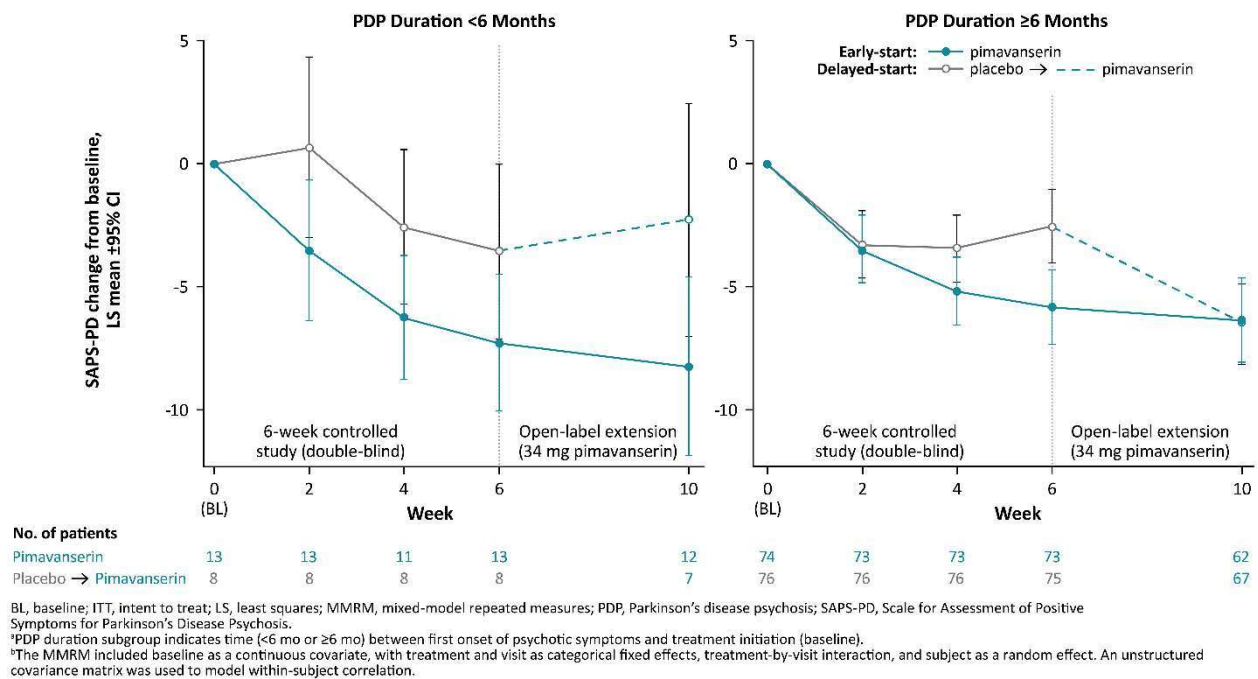 PDP Duration <6 Months
PDP Duration ≥6 Months
Early-start: pimavanserin
Delayed-start: placebo → pimavanserin
SAPS-PD change from baseline,
LS mean ±95% CI
5
0
-5
-10
6-week controlled
study (double-blind)
Open-label extension
(34 mg pimavanserin)
0
(BL)
2
4
6
10
Week
5
0
-5
-10
6-week controlled
study (double-blind)
Open-label extension
(34 mg pimavanserin)
0
(BL)
2
4
6
10
Week
No. of patients
Pimavanserin 13 13 11 13 12 74 73 73 73 62
Placebo → Pimavanserin 8 8 8 8 7 76 76 76 75 67
BL, baseline; ITT, intent to treat; LS, least squares; MMRM, mixed-model repeated measures; PDP, Parkinson's disease psychosis; SAPS-PD, Scale for Assessment of Positive
Symptoms for Parkinson's Disease Psychosis.
ᵃPDP duration subgroup indicates time (<6 mo or ≥6 mo) between first onset of psychotic symptoms and treatment initiation (baseline).
ᵇThe MMRM included baseline as a continuous covariate, with treatment and visit as categorical fixed effects, treatment-by-visit interaction, and subject as a random effect. An unstructured
covariance matrix was used to model within-subject correlation.